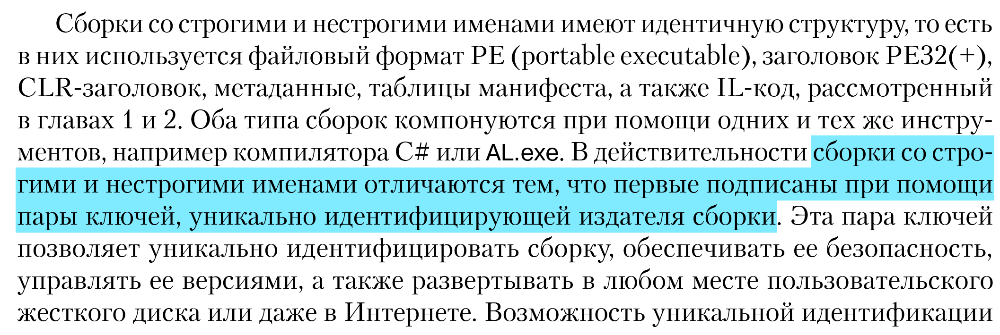 Сборки со строгими и нестрогими именами имеют идентичную структуру, то есть
в них используется файловый формат PE (portable executable), заголовок PE32(+),
CLR-заголовок, метаданные, таблицы манифеста, а также IL-код, рассмотренный
в главах 1 и 2. Оба типа сборок компонуются при помощи одних и тех же инстру-
ментов, например компилятора C# или AL.exe. В действительности сборки со стро-
гими и нестрогими именами отличаются тем, что первые подписаны при помощи
пары ключей, уникально идентифицирующей издателя сборки. Эта пара ключей
позволяет уникально идентифицировать сборку, обеспечивать ее безопасность,
управлять ее версиями, а также развертывать в любом месте пользовательского
жесткого диска или даже в Интернете. Возможность уникальной идентификации